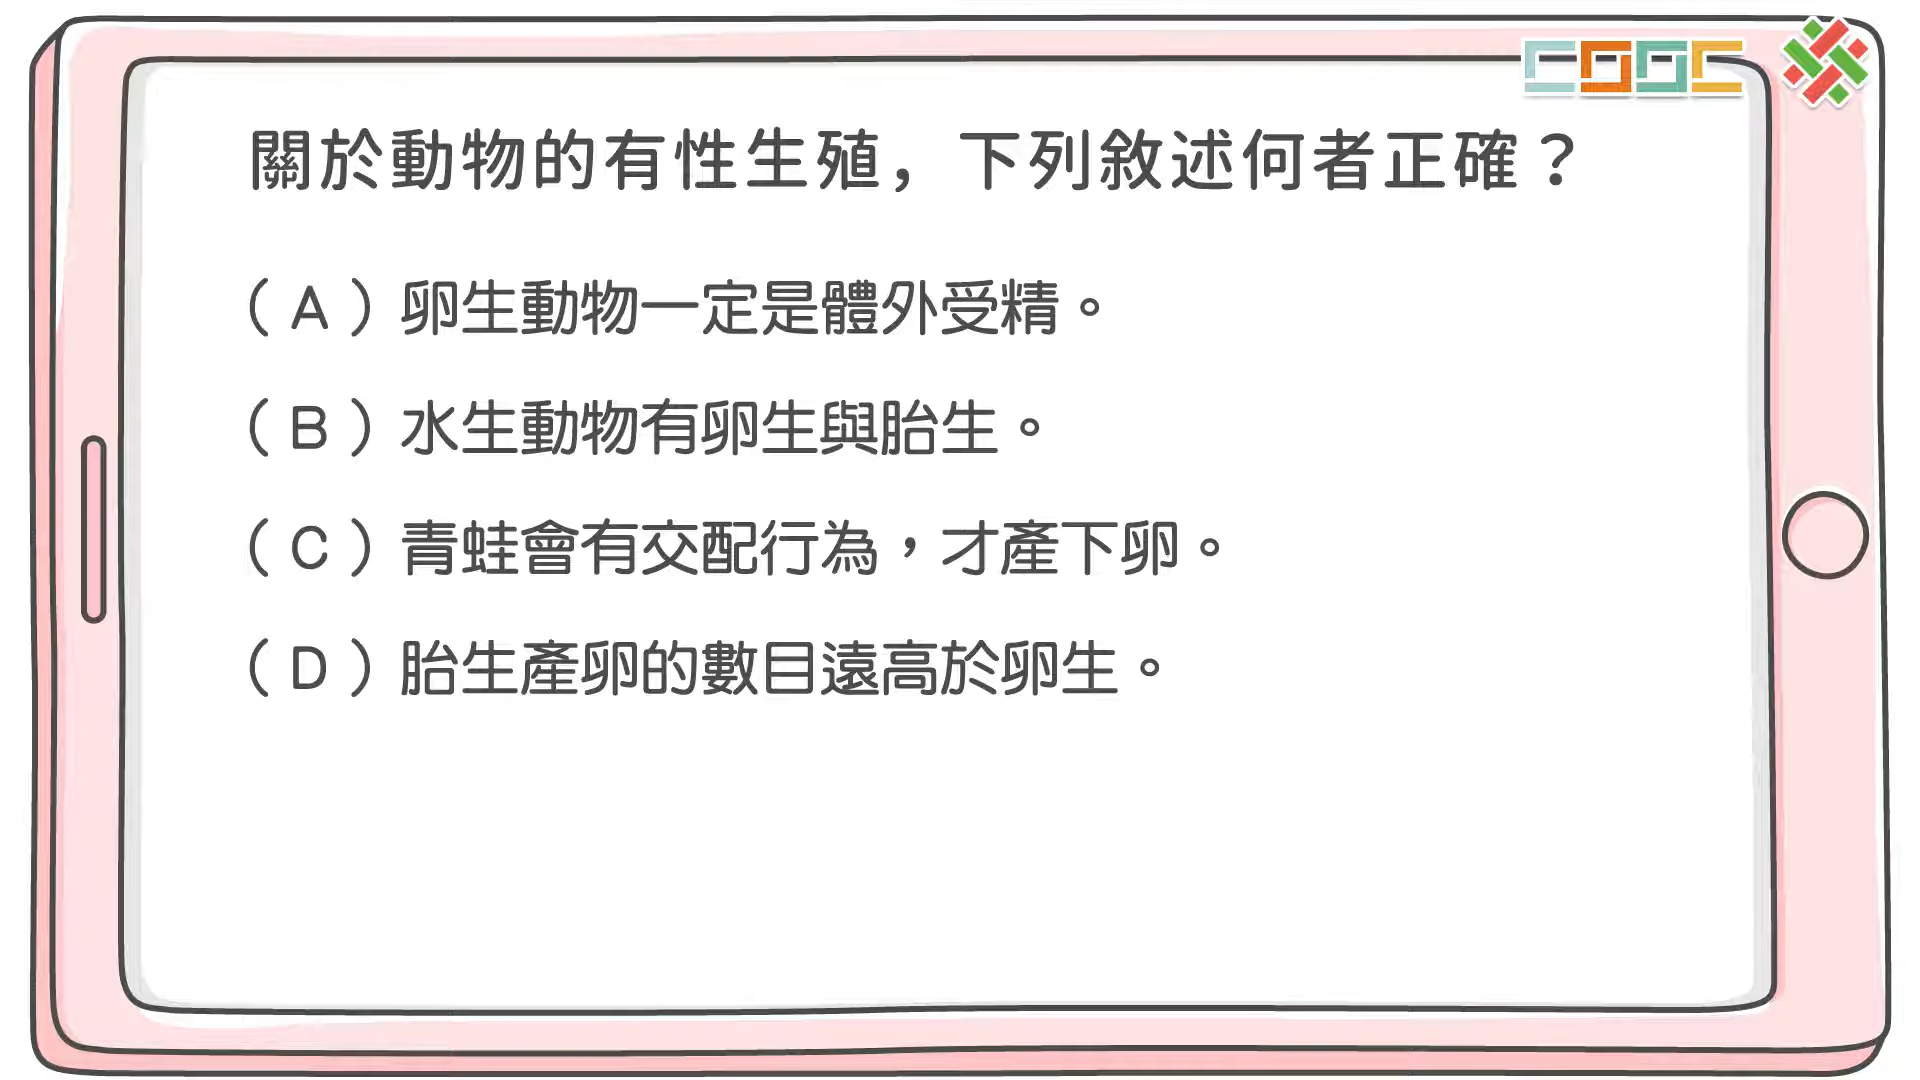 COOC
關於動物的有性生殖，下列敘述何者正確？
（A）卵生動物一定是體外受精。
（B）水生動物有卵生與胎生。
（C）青蛙會有交配行為，才產下卵。
（D）胎生產卵的數目遠高於卵生。